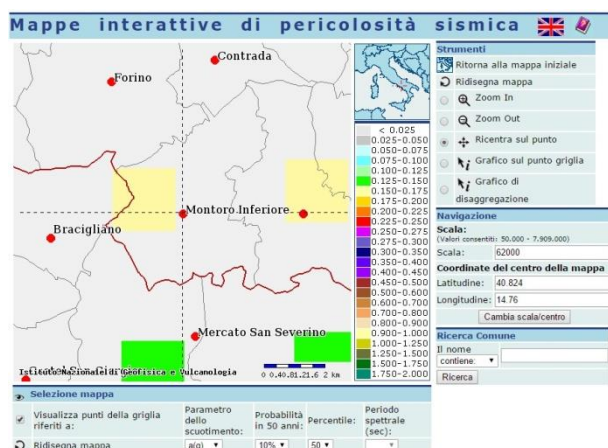 Mappe interattive di pericolosità sismica
Contrada
Forino
Montoro Inferiore
Bracigliano
Mercato San Severino
Istituto Nazionale di Geofisica e Vulcanologia
0 0.40.81.21.6 2 km
< 0.025
0.025-0.050
0.050-0.075
0.075-0.100
0.100-0.125
0.125-0.150
0.150-0.175
0.175-0.200
0.200-0.225
0.225-0.250
0.250-0.275
0.275-0.300
0.300-0.350
0.350-0.400
0.400-0.450
0.450-0.500
0.500-0.600
0.600-0.700
0.700-0.800
0.800-0.900
0.900-1.000
1.000-1.250
1.250-1.500
1.500-1.750
1.750-2.000
Strumenti
Ritorna alla mappa iniziale
Ridisegna mappa
Zoom In
Zoom Out
Ricentra sul punto
Grafico sul punto griglia
Grafico di
disaggregazione
Navigazione
Scala:
(Valori consentiti: 50.000 - 7.909.000)
Scala: 62000
Coordinate del centro della mappa
Latitudine: 40.824
Longitudine: 14.76
Cambia scala/centro
Ricerca Comune
Il nome
contiene:
Ricerca
Selezione mappa
Visualizza punti della griglia
riferiti a:
Parametro
dello
scuotimento:
Probabilità
in 50 anni:
Percentile:
Periodo
spettrale
(sec):
Ridisegna mappa
a(g) 10% 50